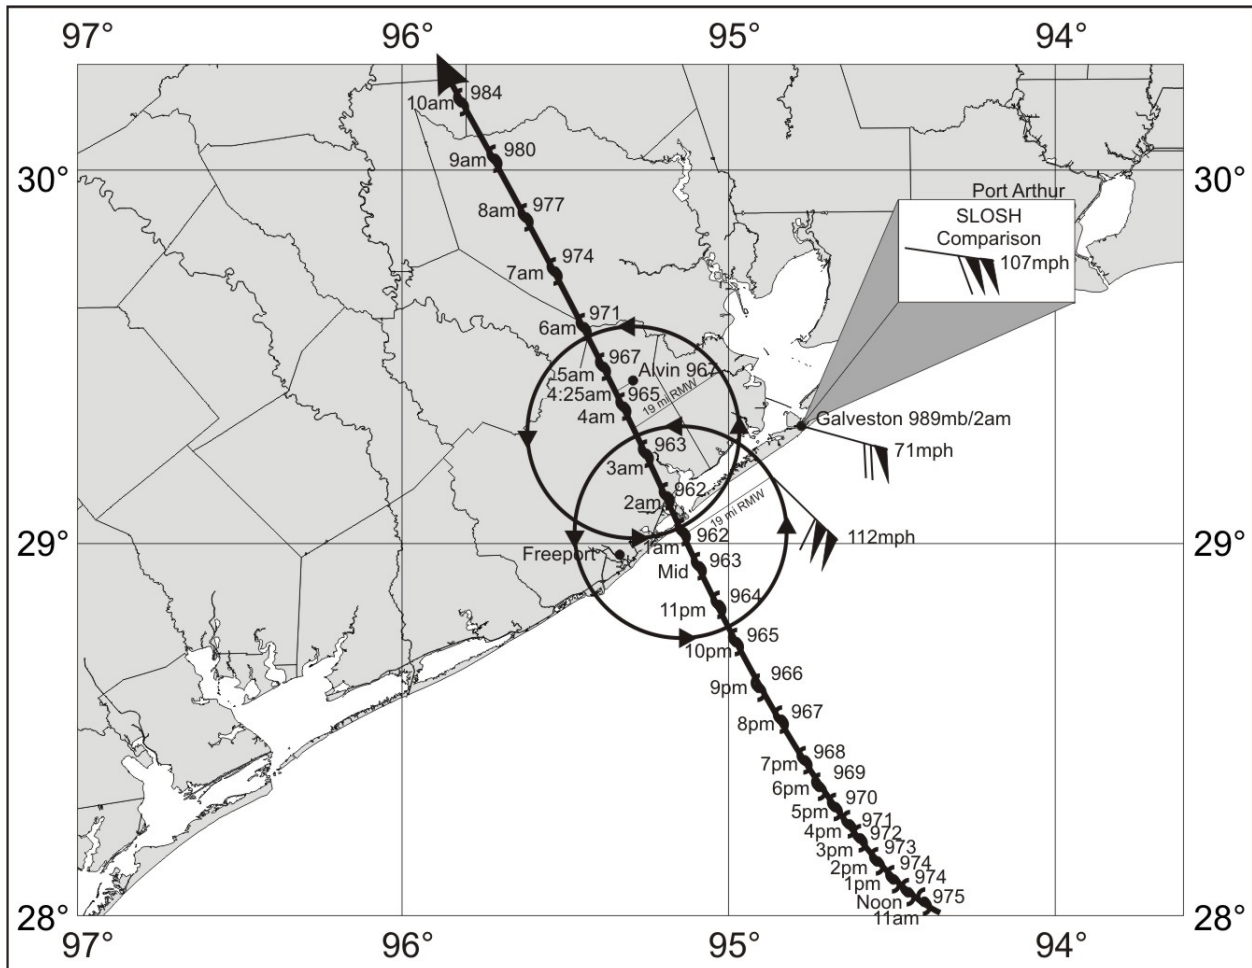 97°
96°
95°
94°
984
10am
980
9am
30°
30°
977
8am
Port Arthur
SLOSH
Comparison
107mph
974
7am
971
6am
967
5am
Alvin 967
4:25am
965
4am
19 mi RMW
Galveston 989mb/2am
963
3am
71mph
962
2am
19 mi RMW
29°
29°
962
1am
112mph
Freeport
963
Mid
964
11pm
965
10pm
966
9pm
967
8pm
968
7pm
969
6pm
970
5pm
971
4pm
972
3pm
973
2pm
974
1pm
974
Noon
975
11am
28°
28°
97°
96°
95°
94°